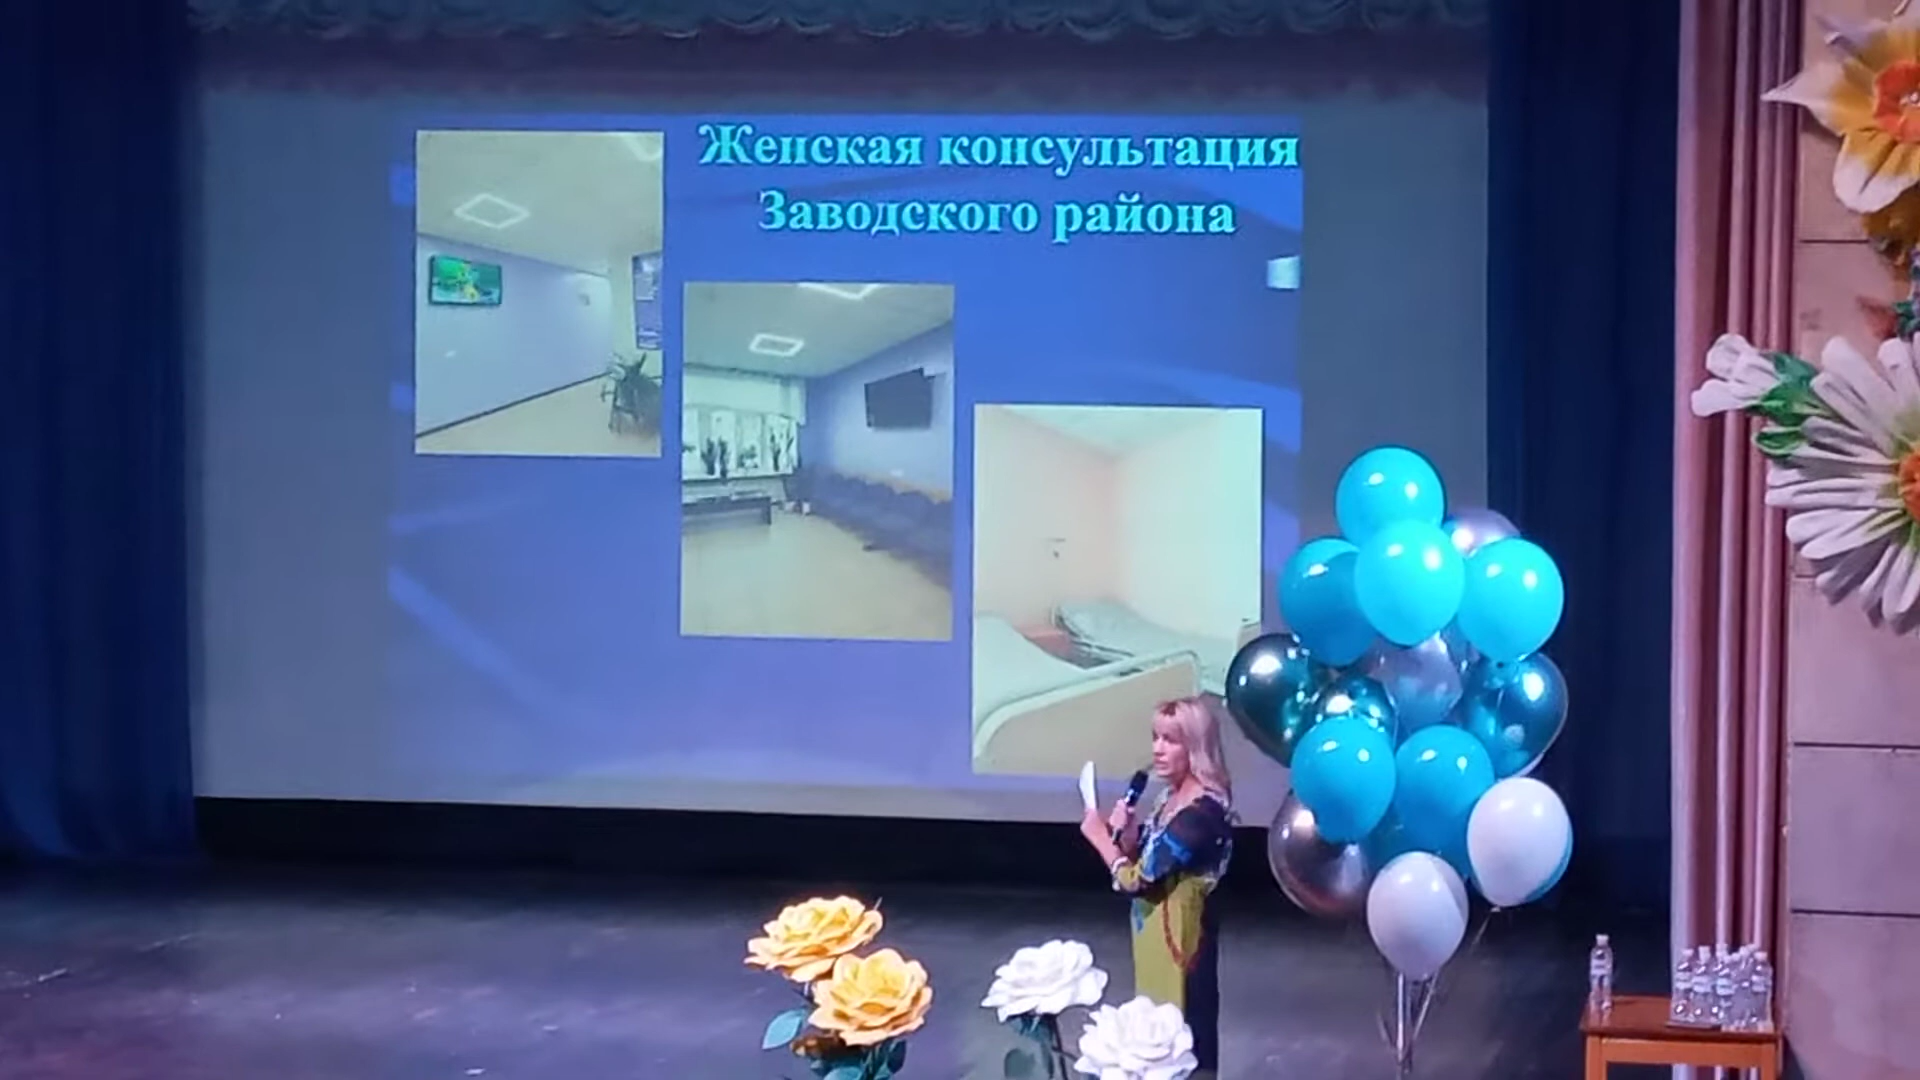 Женская консультация
Заводского района